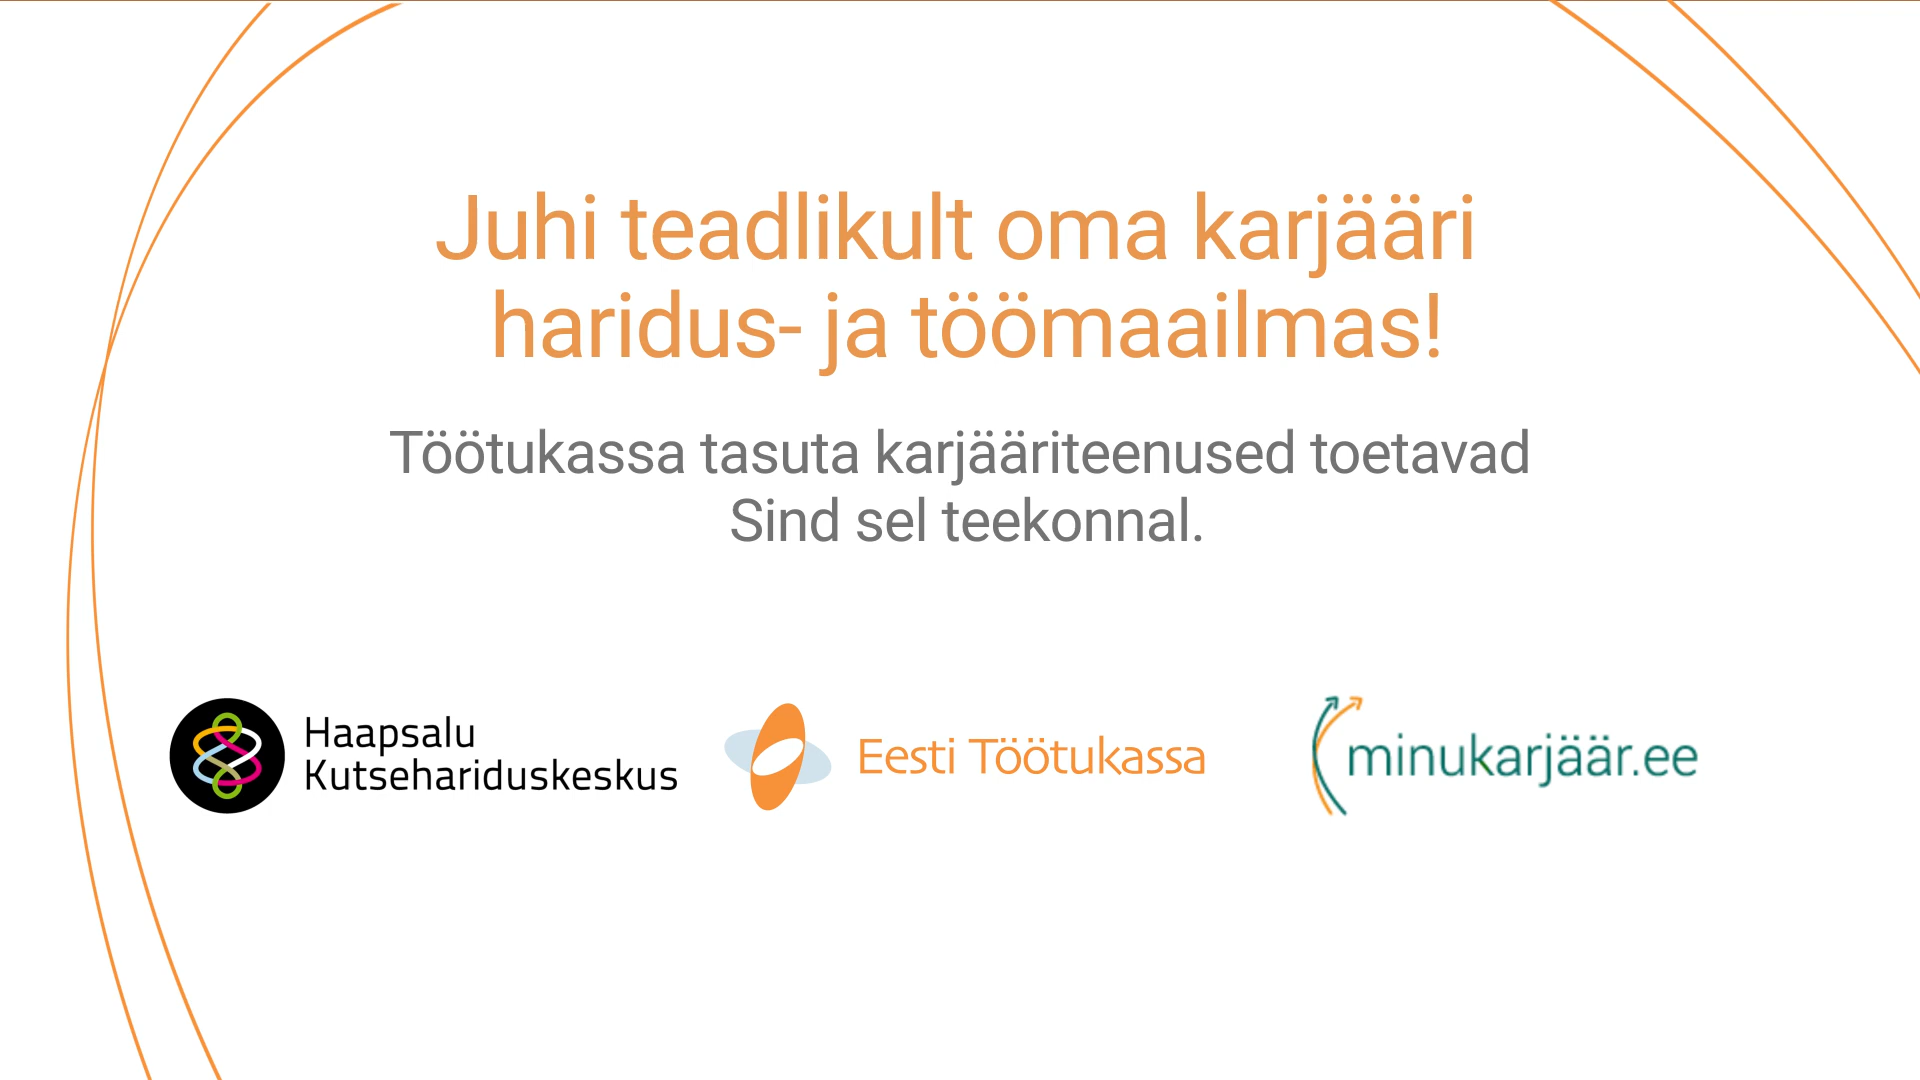 Juhi teadlikult oma karjääri
haridus- ja töömaailmas!
Töötukassa tasuta karjääriteenused toetavad
Sind sel teekonnal.
Haapsalu
Kutsehariduskeskus
Eesti Töötukassa
minukarjäär.ee